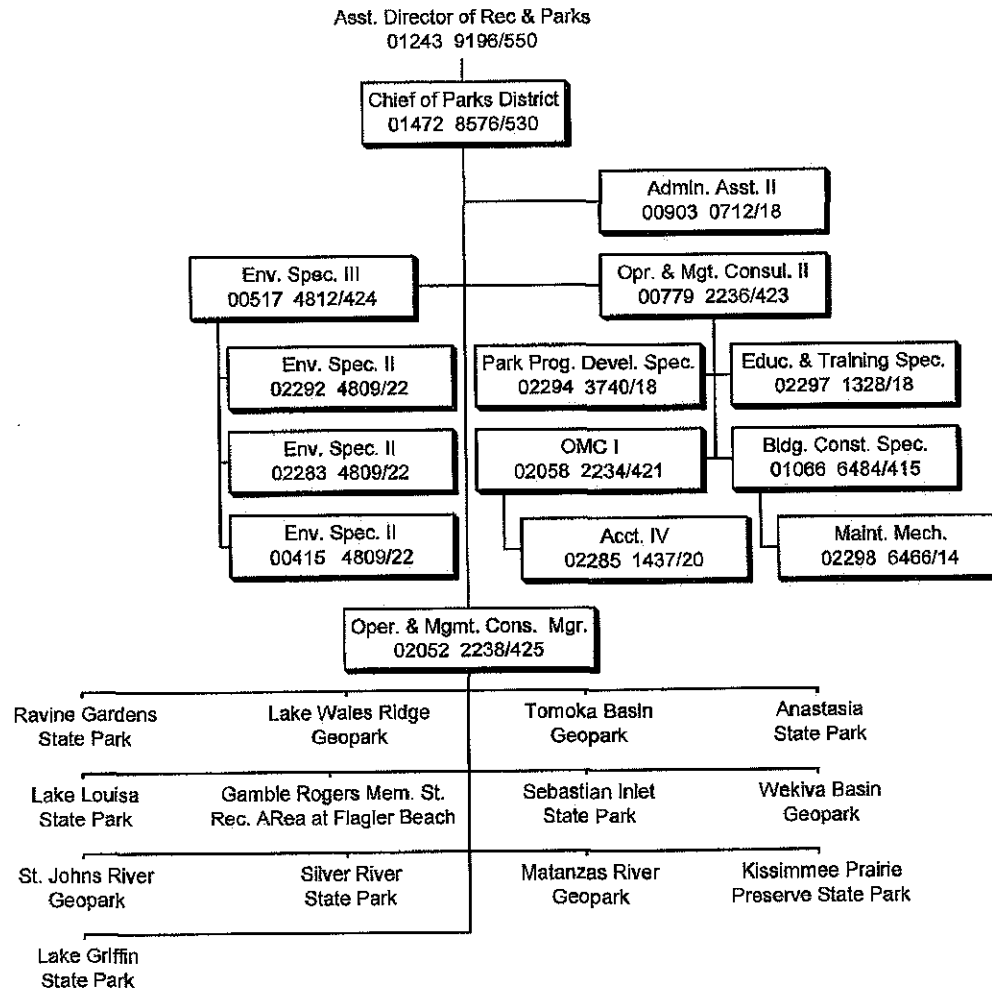 Asst. Director of Rec & Parks
01243 9196/550
Chief of Parks District
01472 8576/530
Admin. Asst. II
00903 0712/18
Env. Spec. III
00517 4812/424
Opr. & Mgt. Consul. II
00779 2236/423
Env. Spec. II
02292 4809/22
Park Prog. Devel. Spec.
02294 3740/18
Educ. & Training Spec.
02297 1328/18
Env. Spec. II
02283 4809/22
OMC I
02058 2234/421
Bldg. Const. Spec.
01066 6484/415
Env. Spec. II
00415 4809/22
Acct. IV
02285 1437/20
Maint. Mech.
02298 6466/14
Oper. & Mgmt. Cons. Mgr.
02052 2238/425
Ravine Gardens
State Park
Lake Wales Ridge
Geopark
Tomoka Basin
Geopark
Anastasia
State Park
Lake Louisa
State Park
Gamble Rogers Mem. St.
Rec. ARea at Flagler Beach
Sebastian Inlet
State Park
Wekiva Basin
Geopark
St. Johns River
Geopark
Silver River
State Park
Matanzas River
Geopark
Kissimmee Prairie
Preserve State Park
Lake Griffin
State Park